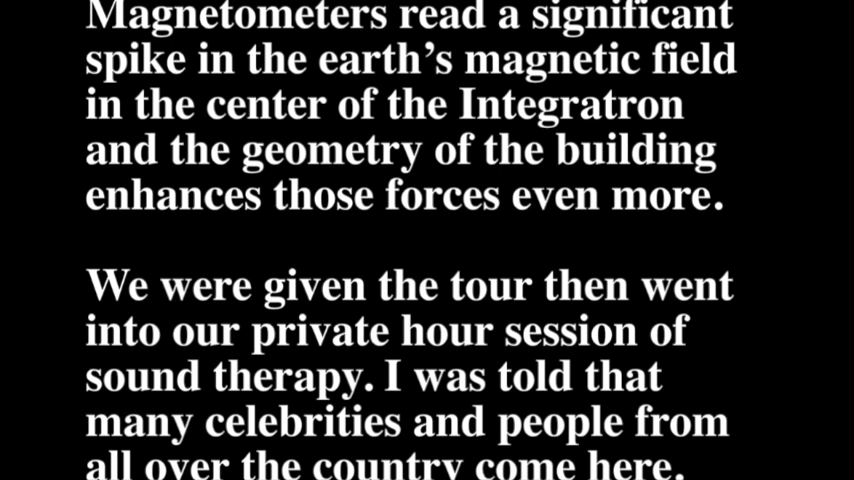 Magnetometers read a significant
spike in the earth’s magnetic field
in the center of the Integratron
and the geometry of the building
enhances those forces even more.
We were given the tour then went
into our private hour session of
sound therapy. I was told that
many celebrities and people from
all over the country come here.